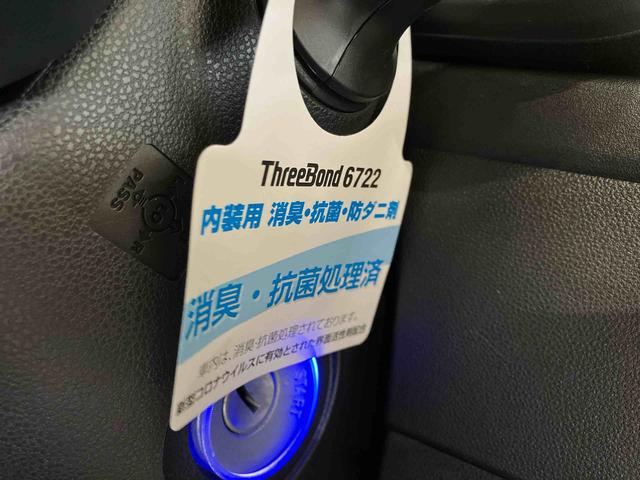 ThreeBond 6722
内装用 消臭・抗菌・防ダニ剤
消臭・抗菌処理済
車内は、消臭・抗菌処理されております。
新型コロナウイルスに有効とされた界面活性剤配合
PASS
START